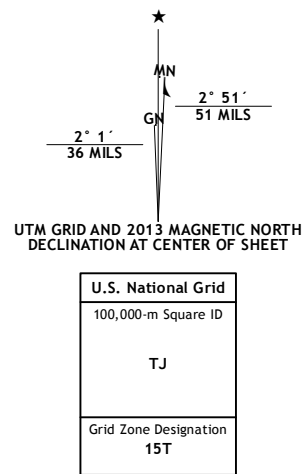 ★
MN
2° 51´
51 MILS
GN
2° 1´
36 MILS
UTM GRID AND 2013 MAGNETIC NORTH
DECLINATION AT CENTER OF SHEET
U.S. National Grid
100,000-m Square ID
TJ
Grid Zone Designation
15T